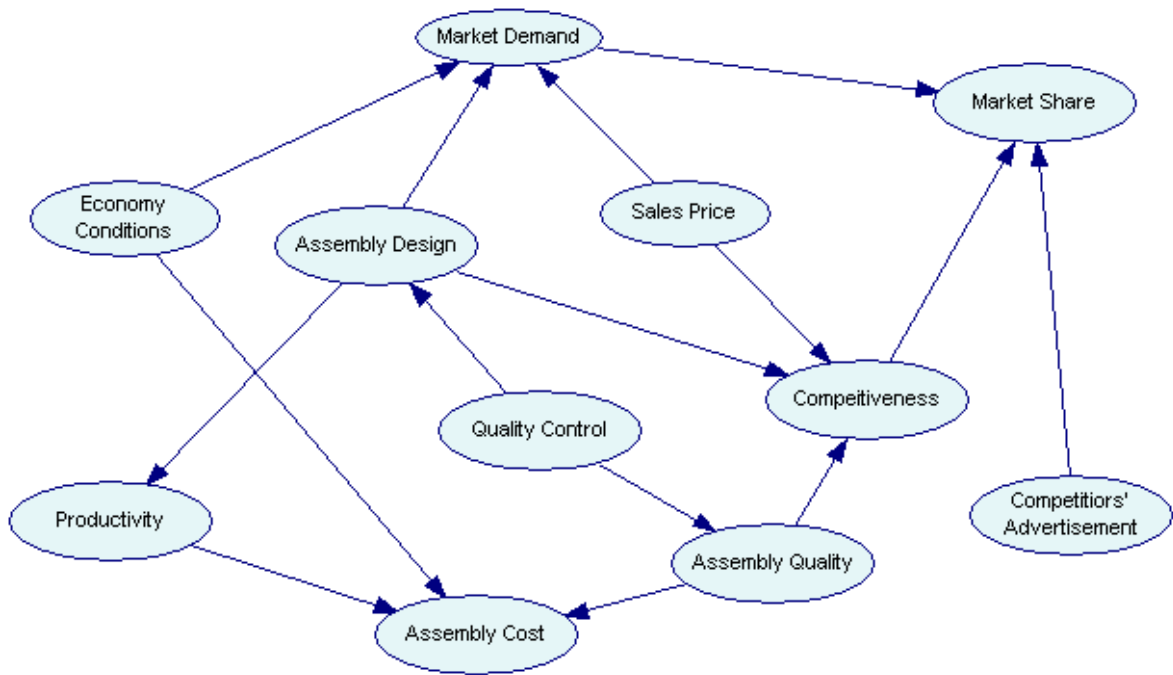 Market Demand
Market Share
Economy
Conditions
Assembly Design
Sales Price
Compeitiveness
Quality Control
Productivity
Competitiors'
Advertisement
Assembly Quality
Assembly Cost